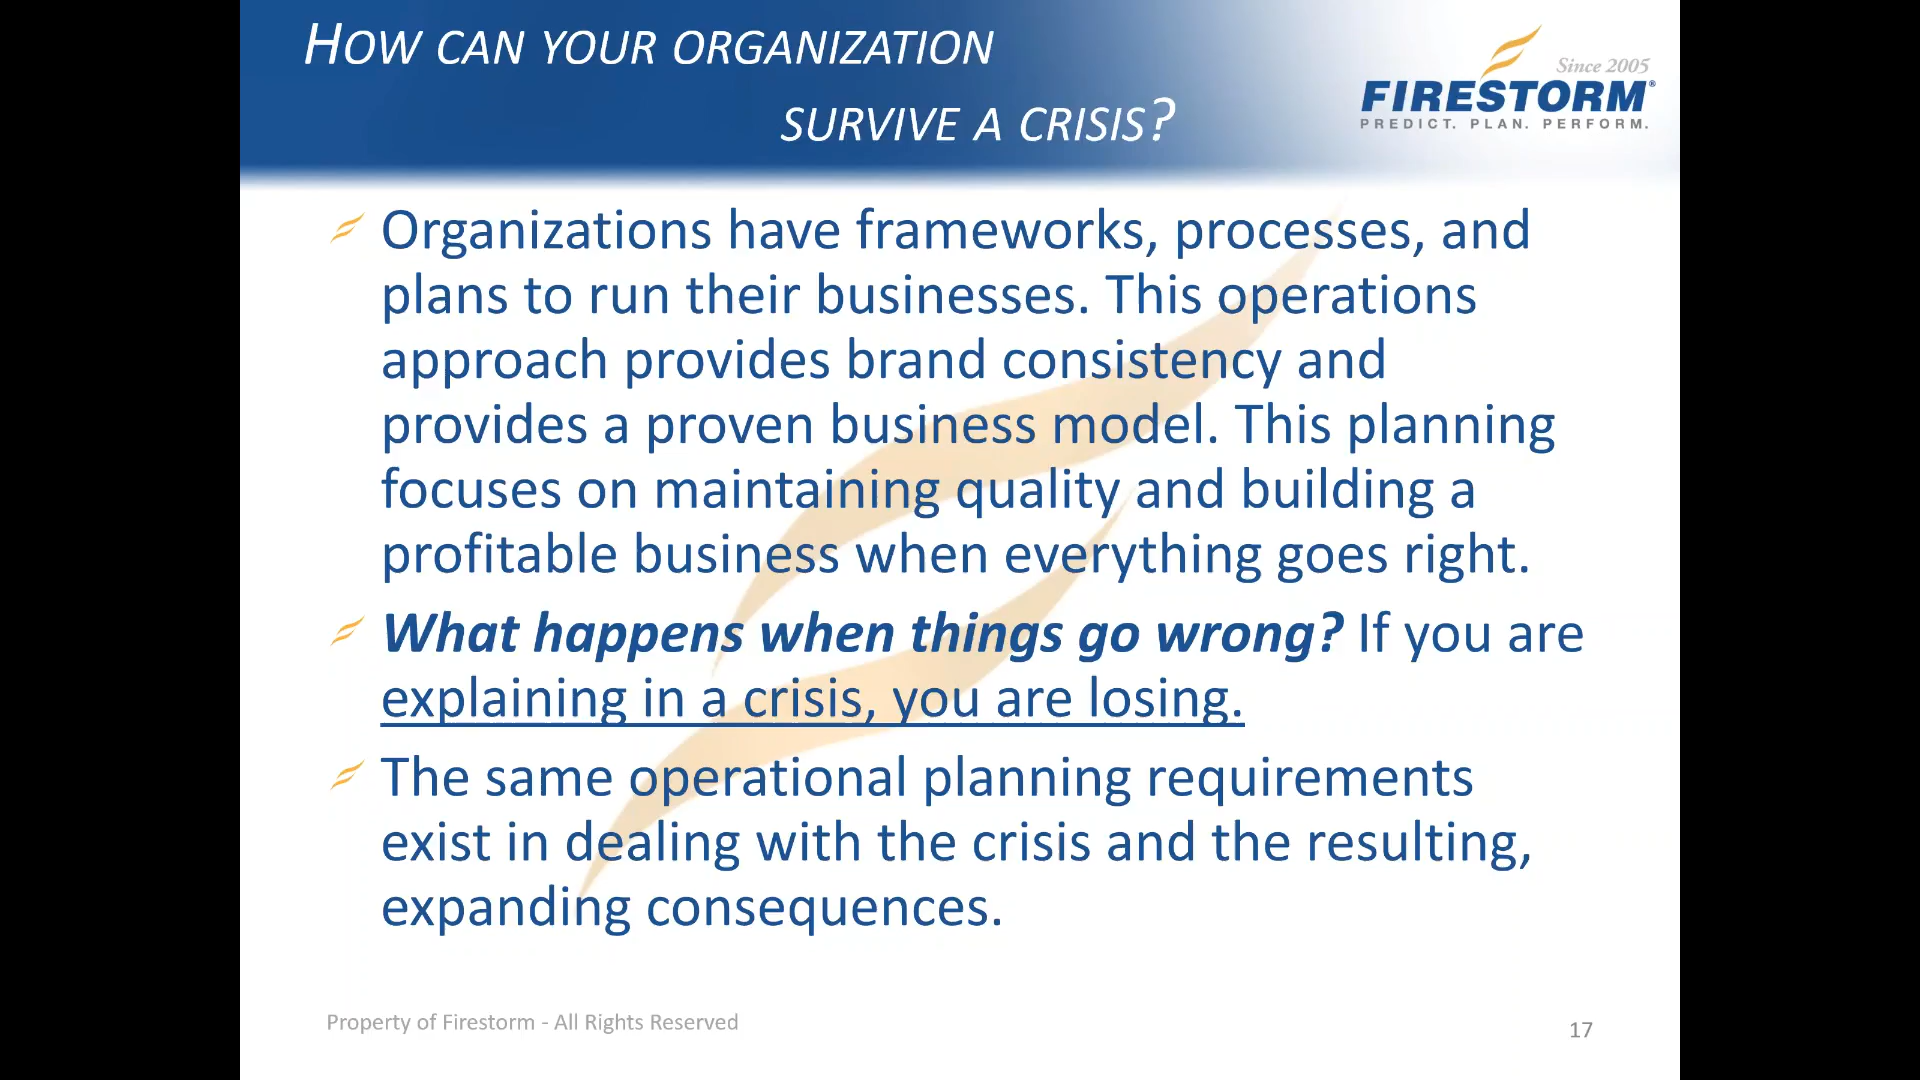 HOW CAN YOUR ORGANIZATION
SURVIVE A CRISIS?
Since 2005
FIRESTORM®
PREDICT. PLAN. PERFORM.
Organizations have frameworks, processes, and
plans to run their businesses. This operations
approach provides brand consistency and
provides a proven business model. This planning
focuses on maintaining quality and building a
profitable business when everything goes right.
What happens when things go wrong? If you are
explaining in a crisis, you are losing.
The same operational planning requirements
exist in dealing with the crisis and the resulting,
expanding consequences.
Property of Firestorm - All Rights Reserved
17